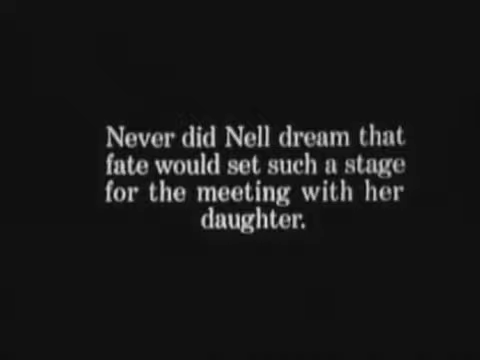 Never did Nell dream that
fate would set such a stage
for the meeting with her
daughter.